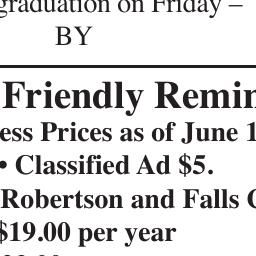 graduation on Friday –
BY
Friendly Remin
ess Prices as of June 1
• Classified Ad $5.
Robertson and Falls C
$19.00 per year